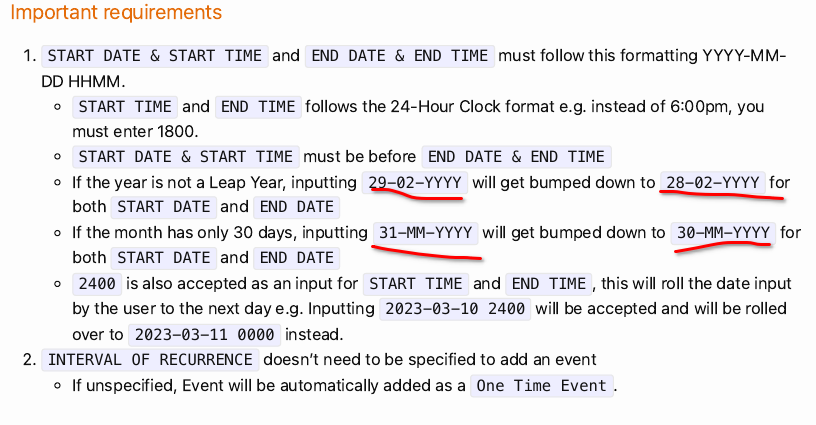 Important requirements
1. START DATE & START TIME and END DATE & END TIME must follow this formatting YYYY-MM-
DD HHMM.
START TIME and END TIME follows the 24-Hour Clock format e.g. instead of 6:00pm, you
must enter 1800.
START DATE & START TIME must be before END DATE & END TIME
If the year is not a Leap Year, inputting 29-02-YYYY will get bumped down to 28-02-YYYY for
both START DATE and END DATE
If the month has only 30 days, inputting 31-MM-YYYY will get bumped down to 30-MM-YYYY for
both START DATE and END DATE
2400 is also accepted as an input for START TIME and END TIME, this will roll the date input
by the user to the next day e.g. Inputting 2023-03-10 2400 will be accepted and will be rolled
over to 2023-03-11 0000 instead.
2. INTERVAL OF RECURRENCE doesn't need to be specified to add an event
If unspecified, Event will be automatically added as a One Time Event.